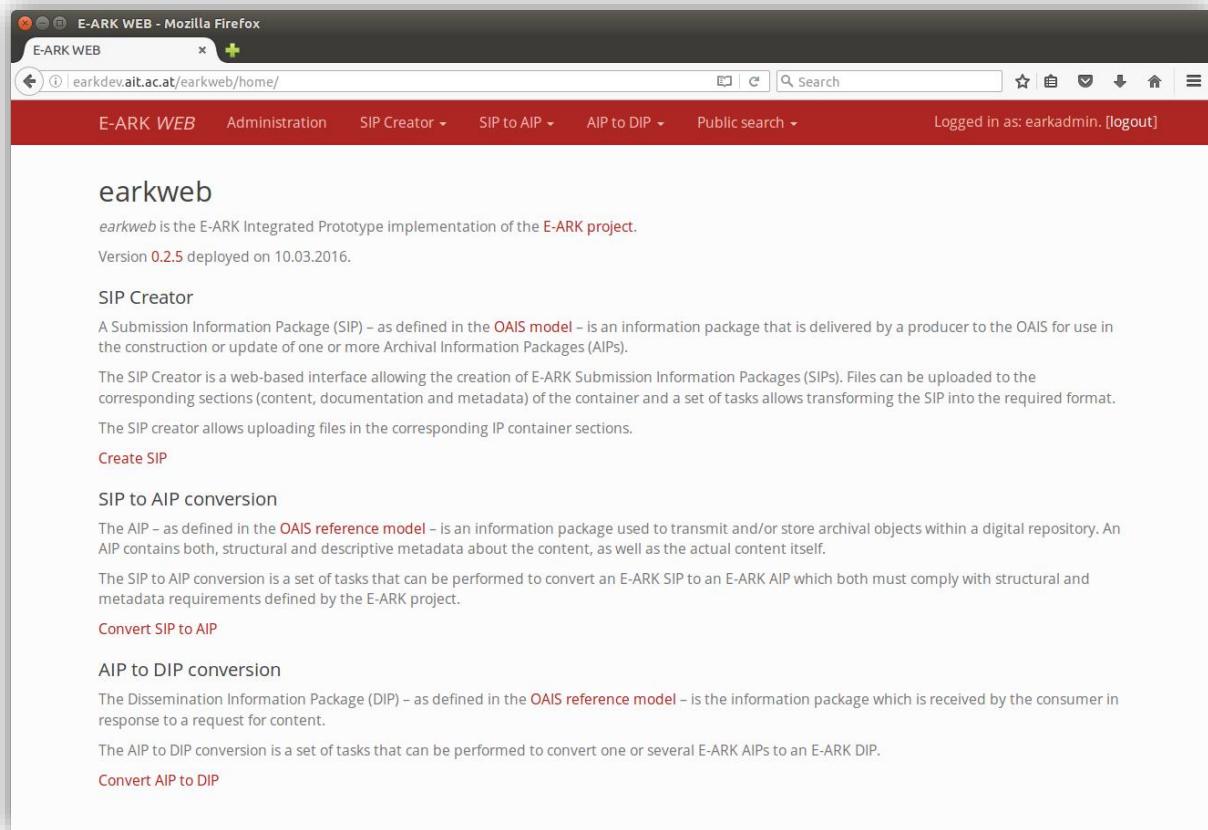 E-ARK WEB - Mozilla Firefox
E-ARK WEB
earkdev.ait.ac.at/earkweb/home/
Search
E-ARK WEB Administration SIP Creator SIP to AIP AIP to DIP Public search Logged in as: earkadmin. [logout]
earkweb
earkweb is the E-ARK Integrated Prototype implementation of the E-ARK project.
Version 0.2.5 deployed on 10.03.2016.
SIP Creator
A Submission Information Package (SIP) – as defined in the OAIS model – is an information package that is delivered by a producer to the OAIS for use in
the construction or update of one or more Archival Information Packages (AIPs).
The SIP Creator is a web-based interface allowing the creation of E-ARK Submission Information Packages (SIPs). Files can be uploaded to the
corresponding sections (content, documentation and metadata) of the container and a set of tasks allows transforming the SIP into the required format.
The SIP creator allows uploading files in the corresponding IP container sections.
Create SIP
SIP to AIP conversion
The AIP – as defined in the OAIS reference model – is an information package used to transmit and/or store archival objects within a digital repository. An
AIP contains both, structural and descriptive metadata about the content, as well as the actual content itself.
The SIP to AIP conversion is a set of tasks that can be performed to convert an E-ARK SIP to an E-ARK AIP which both must comply with structural and
metadata requirements defined by the E-ARK project.
Convert SIP to AIP
AIP to DIP conversion
The Dissemination Information Package (DIP) – as defined in the OAIS reference model – is the information package which is received by the consumer in
response to a request for content.
The AIP to DIP conversion is a set of tasks that can be performed to convert one or several E-ARK AIPs to an E-ARK DIP.
Convert AIP to DIP